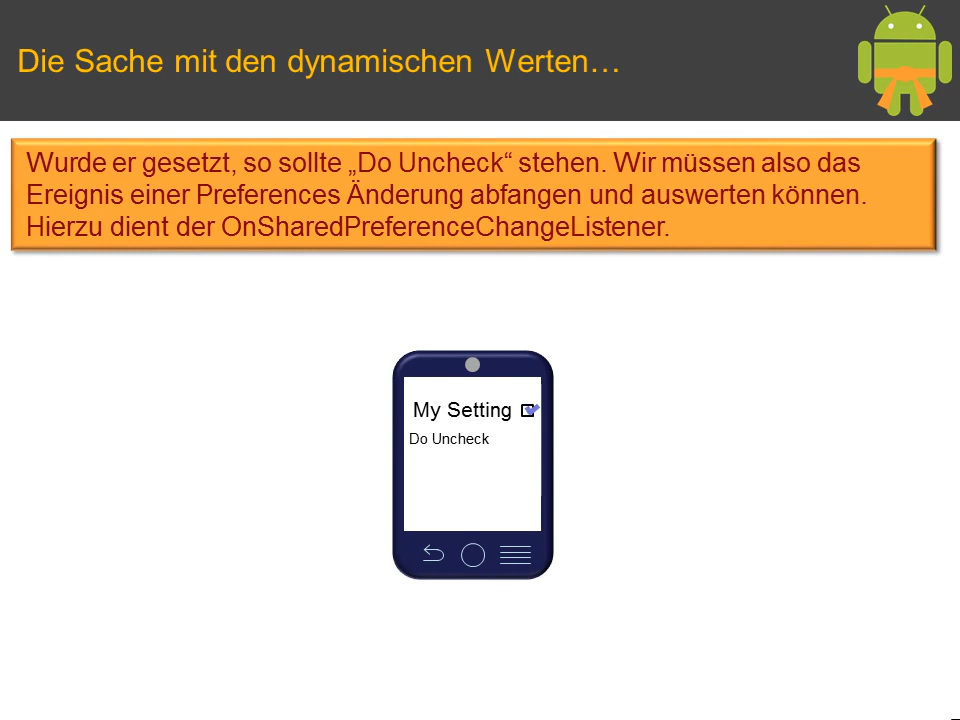 Die Sache mit den dynamischen Werten…
Wurde er gesetzt, so sollte „Do Uncheck“ stehen. Wir müssen also das
Ereignis einer Preferences Änderung abfangen und auswerten können.
Hierzu dient der OnSharedPreferenceChangeListener.
My Setting
Do Uncheck